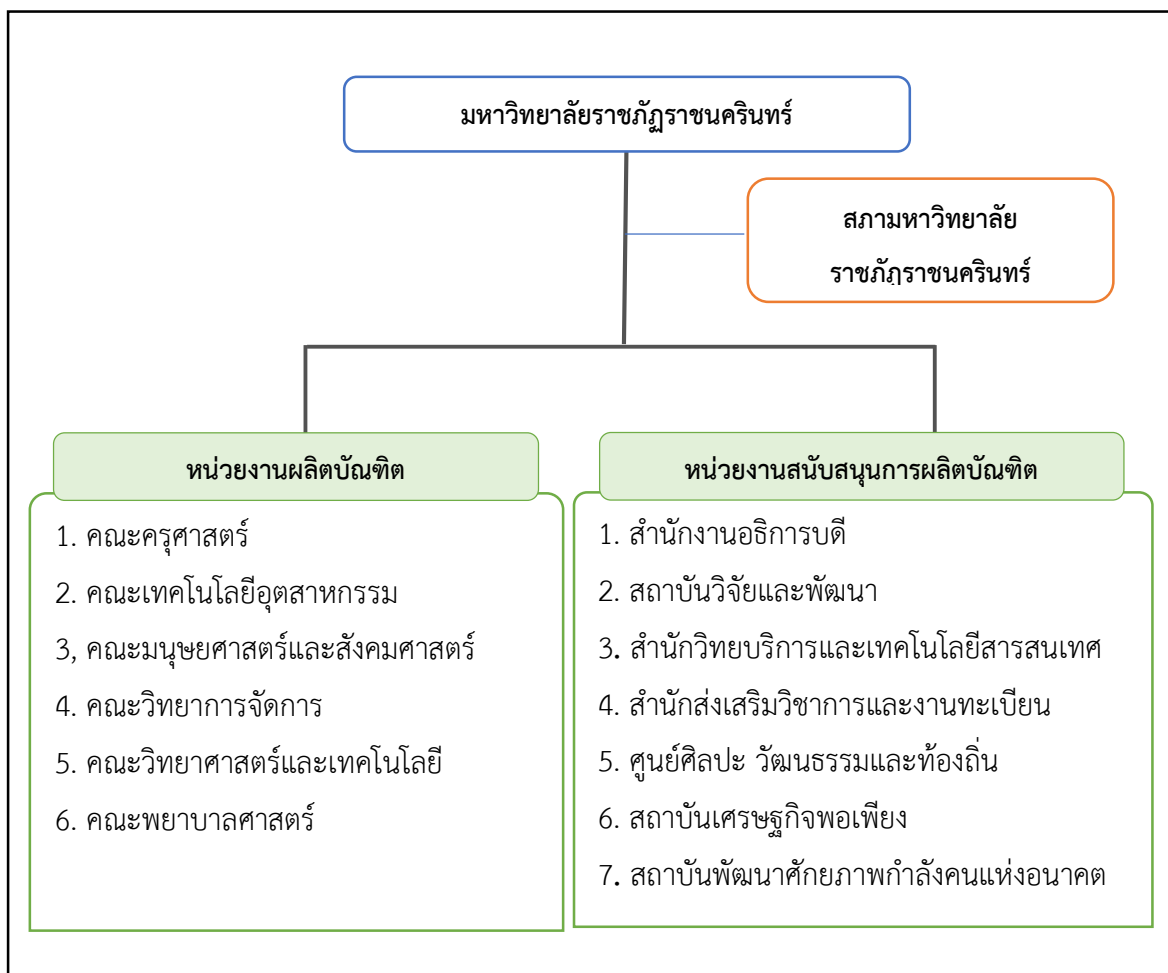 มหาวิทยาลัยราชภัฏราชนครินทร์
สภามหาวิทยาลัย
ราชภัฏราชนครินทร์
หน่วยงานผลิตบัณฑิต
1. คณะครุศาสตร์
2. คณะเทคโนโลยีอุตสาหกรรม
3, คณะมนุษยศาสตร์และสังคมศาสตร์
4. คณะวิทยาการจัดการ
5. คณะวิทยาศาสตร์และเทคโนโลยี
6. คณะพยาบาลศาสตร์
หน่วยงานสนับสนุนการผลิตบัณฑิต
1. สำนักงานอธิการบดี
2. สถาบันวิจัยและพัฒนา
3. สำนักวิทยบริการและเทคโนโลยีสารสนเทศ
4. สำนักส่งเสริมวิชาการและงานทะเบียน
5. ศูนย์ศิลปะ วัฒนธรรมและท้องถิ่น
6. สถาบันเศรษฐกิจพอเพียง
7. สถาบันพัฒนาศักยภาพกำลังคนแห่งอนาคต